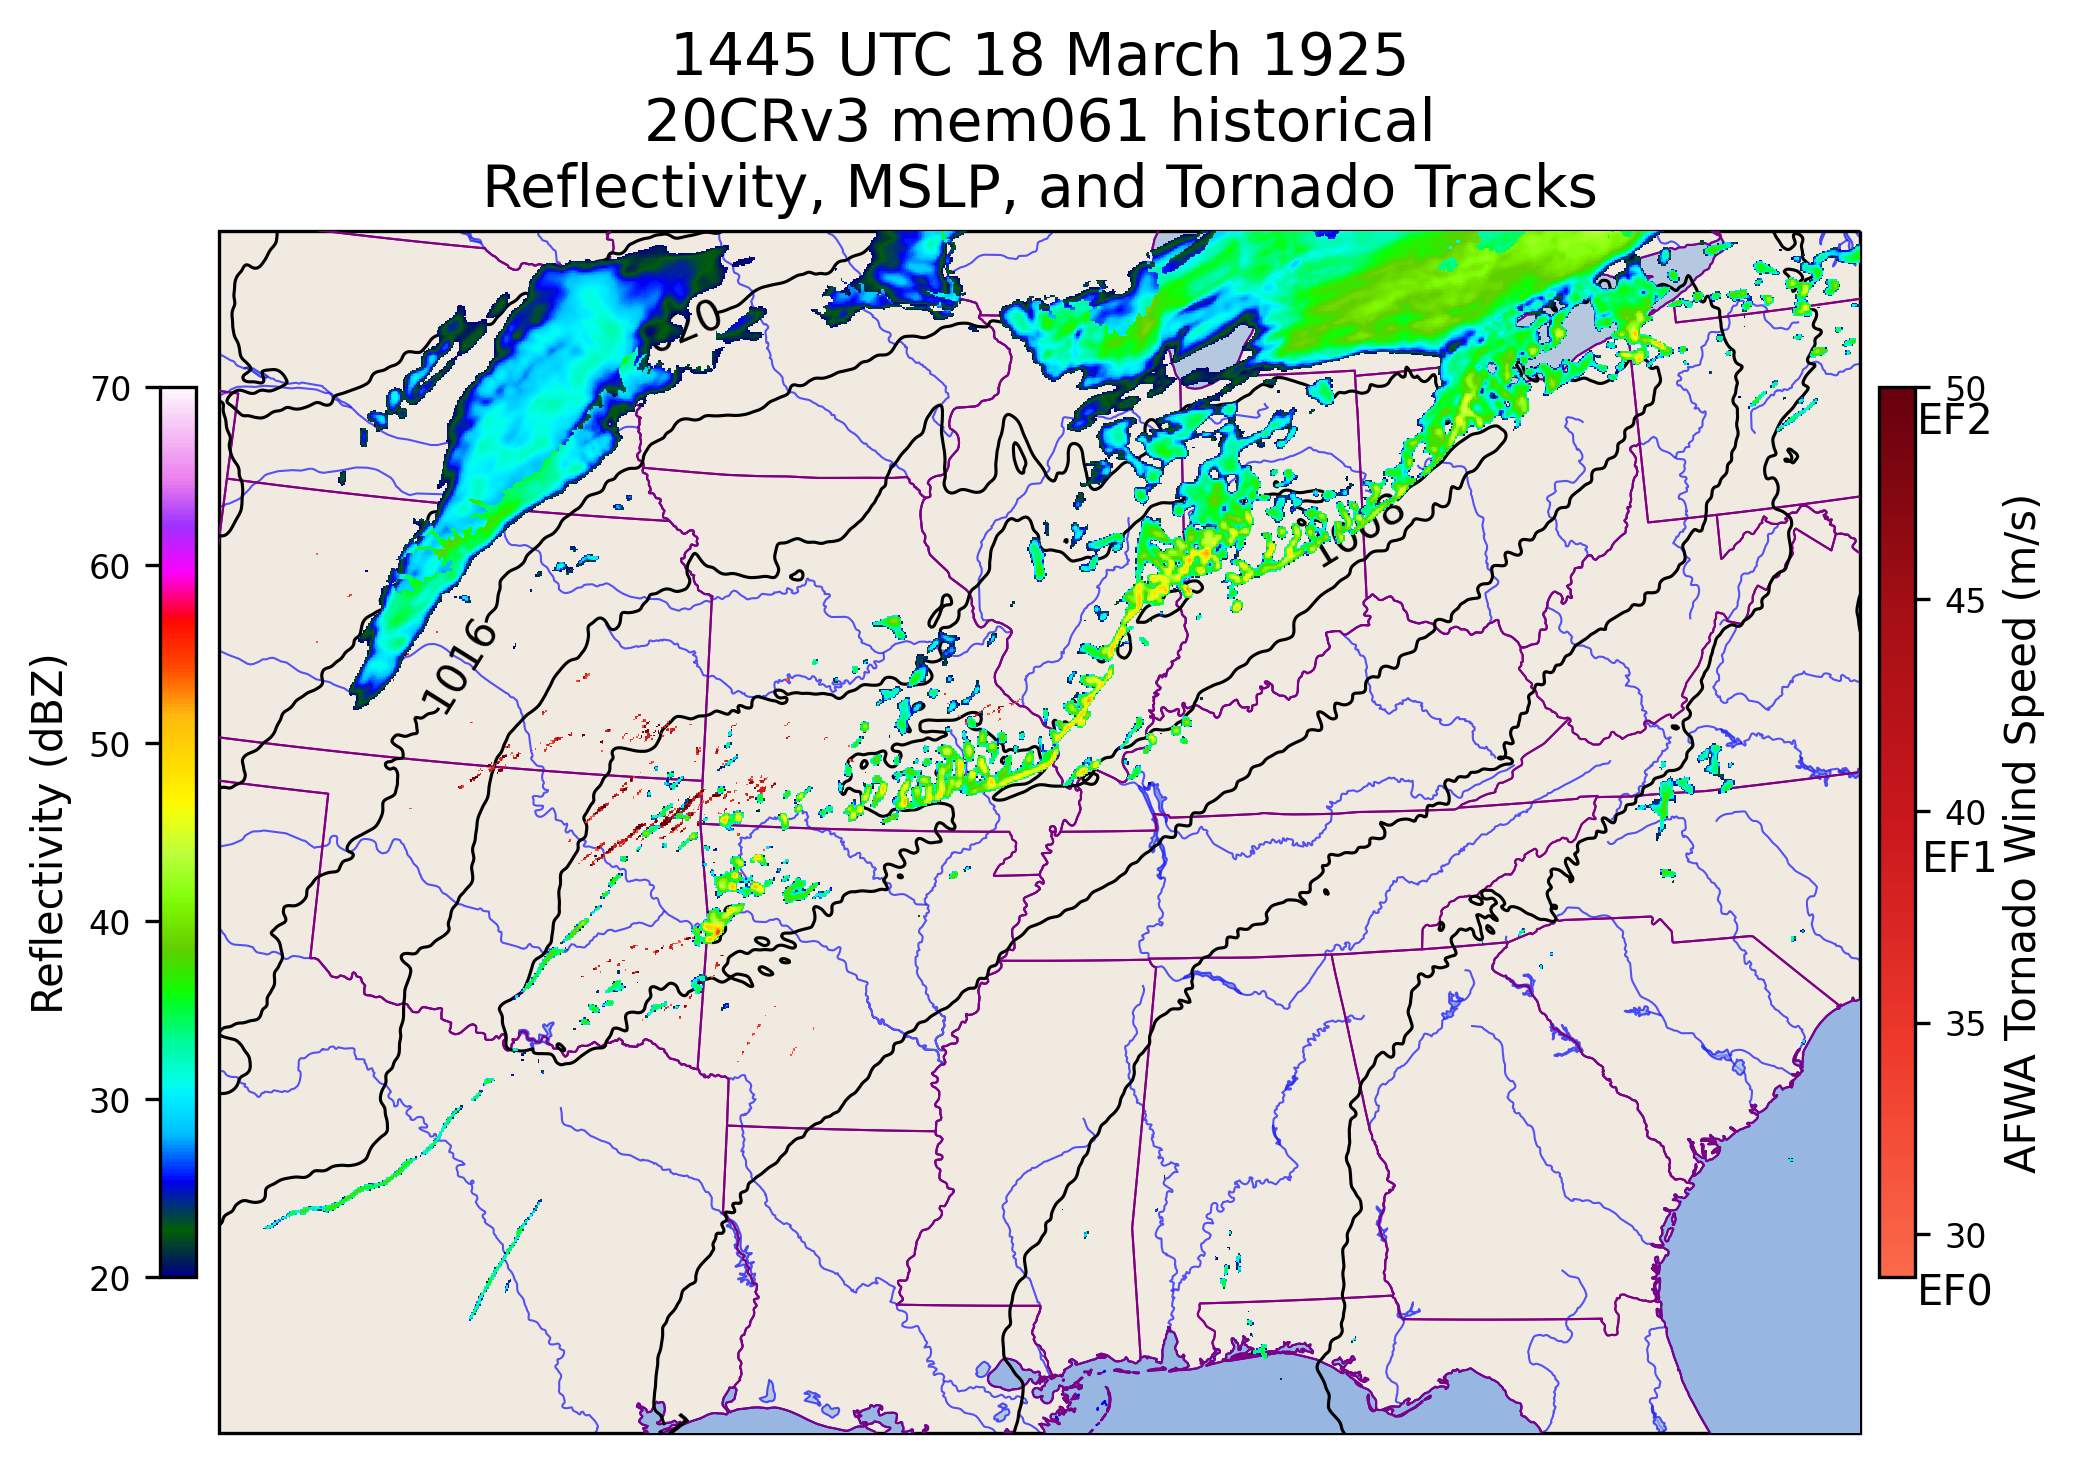 1445 UTC 18 March 1925
20CRv3 mem061 historical
Reflectivity, MSLP, and Tornado Tracks
70
60
50
40
30
20
Reflectivity (dBZ)
20
1016
1008
50
EF2
45
40
EF1
35
30
EF0
AFWA Tornado Wind Speed (m/s)